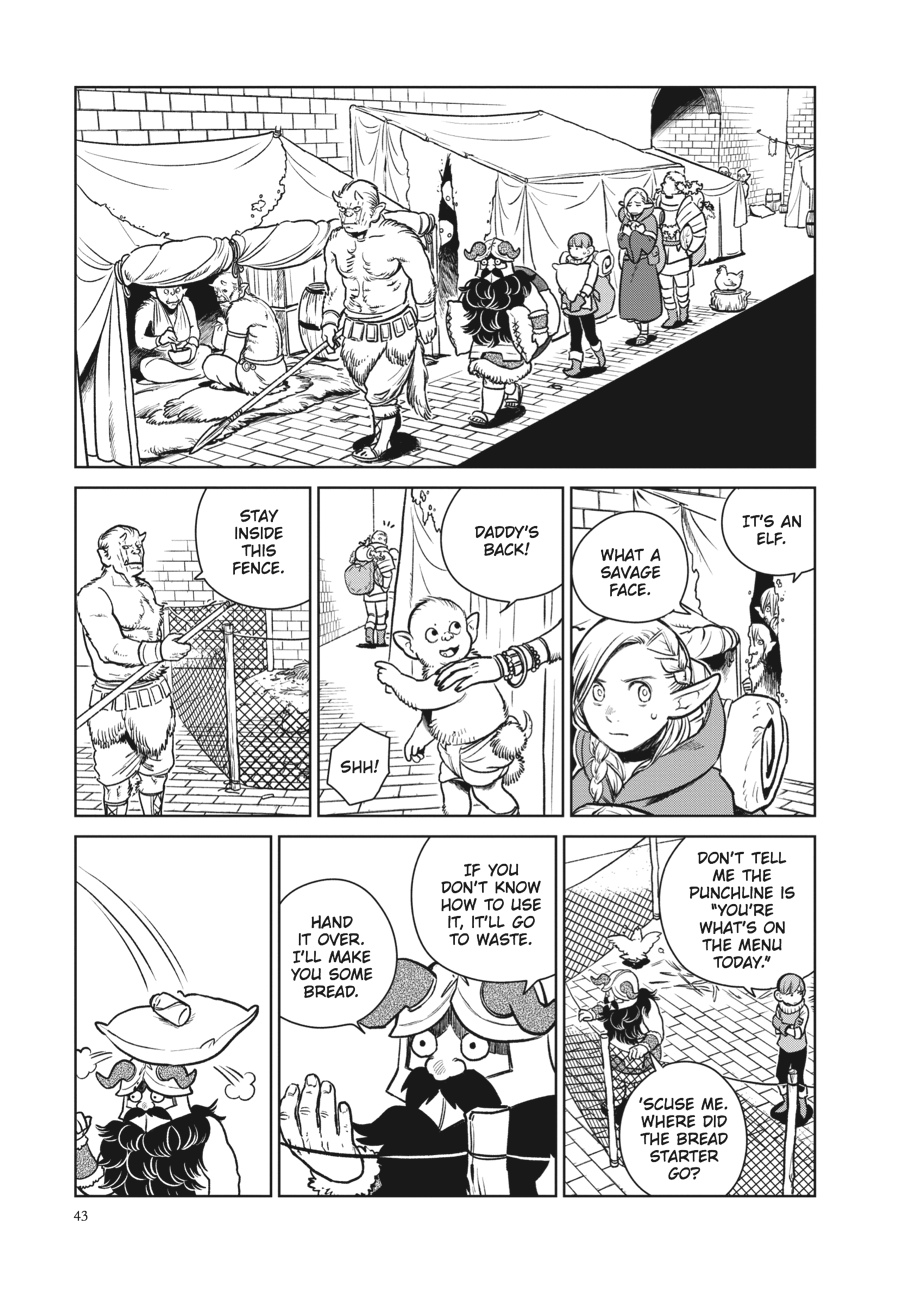 IT'S AN
ELF.
WHAT A
SAVAGE
FACE.
DADDY'S
BACK!
SHH!
STAY
INSIDE
THIS
FENCE.
DON'T TELL
ME THE
PUNCHLINE IS
"YOU'RE
WHAT'S ON
THE MENU
TODAY."
'SCUSE ME.
WHERE DID
THE BREAD
STARTER
GO?
IF YOU
DON'T KNOW
HOW TO USE
IT, IT'LL GO
TO WASTE.
HAND
IT OVER.
I'LL MAKE
YOU SOME
BREAD.
43